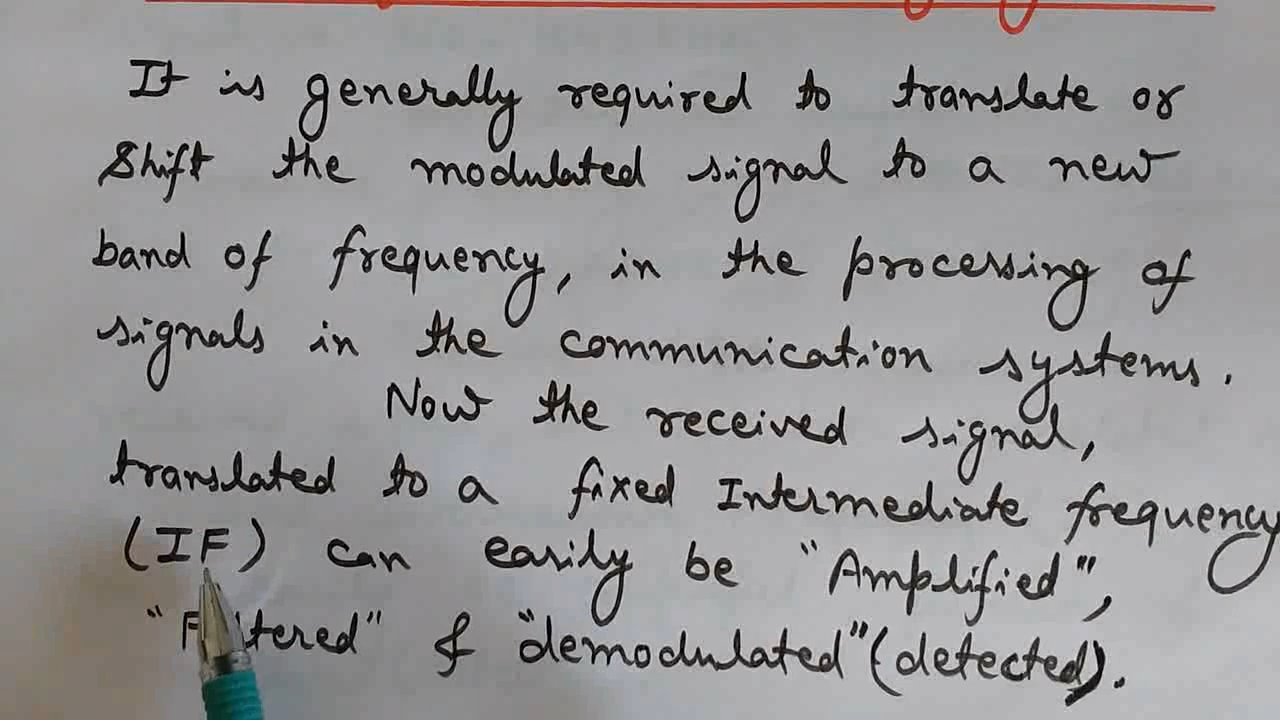 It is generally required to translate or
Shift the modulated signal to a new
band of frequency, in the processing of
signals in the communication systems.
Now the received signal,
translated to a fixed Intermediate frequency
(IF) can easily be "Amplified",
"Filtered" & "demodulated" (detected).